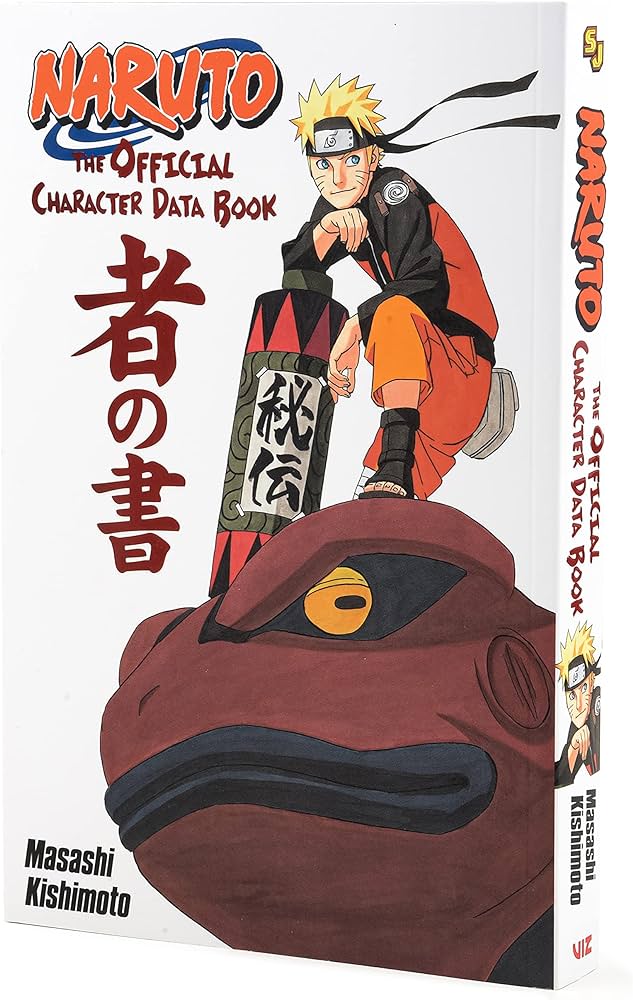 NARUTO
THE OFFICIAL
CHARACTER DATA BOOK
者の書
秘伝
Masashi
Kishimoto
SJ
NARUTO
THE OFFICIAL
CHARACTER DATA BOOK
Masashi
Kishimoto
VIZ